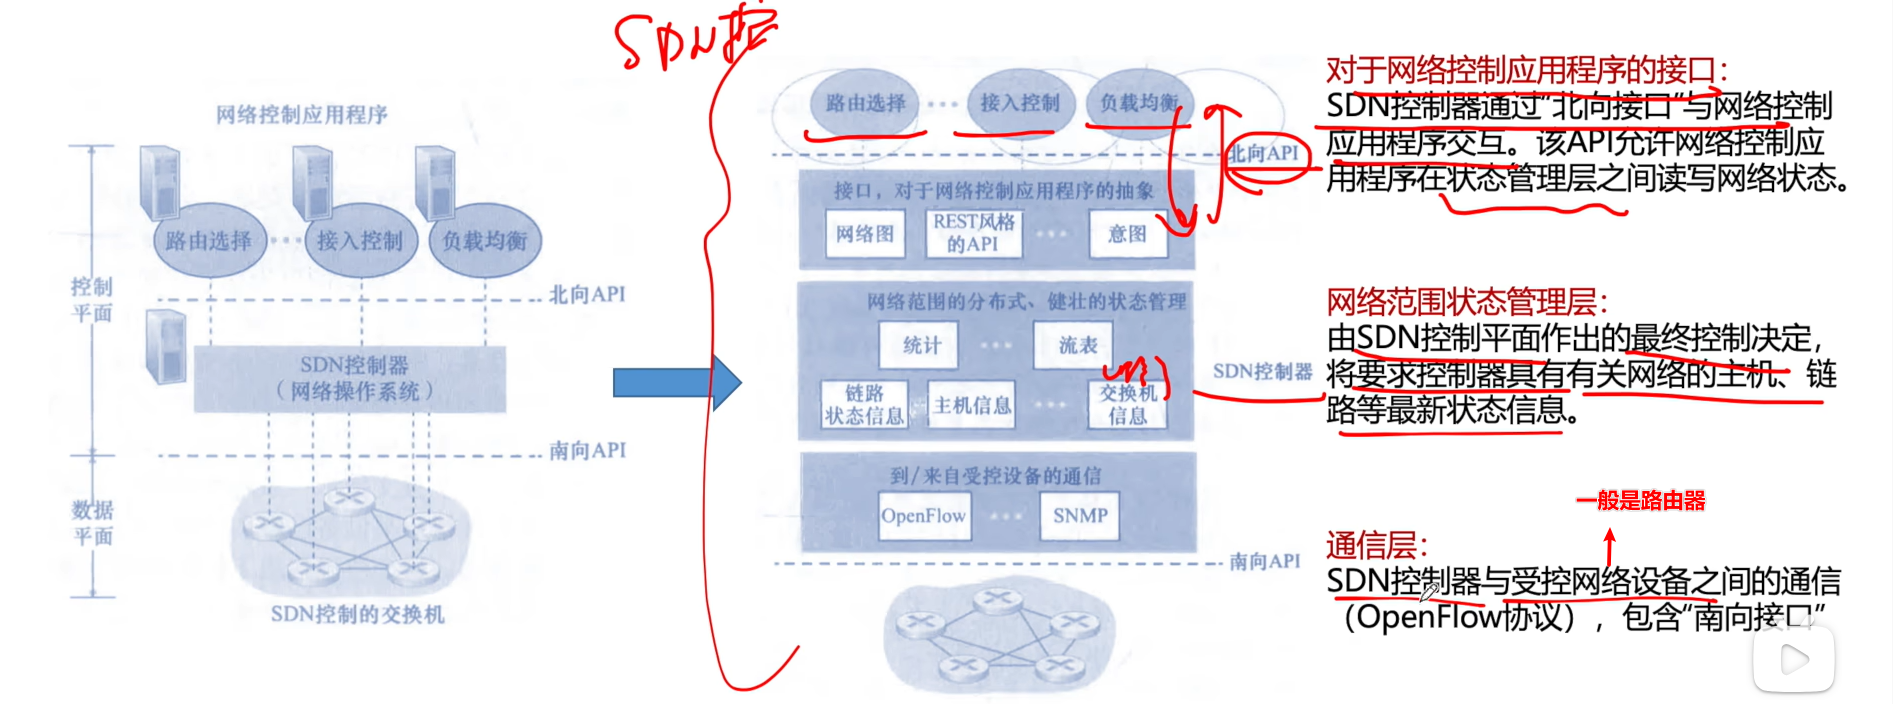 SDN控
网络控制应用程序
路由选择 ··· 接入控制 负载均衡
北向API
控制
平面
SDN控制器
（网络操作系统）
南向API
数据
平面
SDN控制的交换机
路由选择 ··· 接入控制 负载均衡
北向API
接口，对于网络控制应用程序的抽象
网络图
REST风格
的API
···
意图
网络范围的分布式、健壮的状态管理
统计 ··· 流表
链路
状态信息
主机信息
···
交换机
信息
SDN控制器
到/来自受控设备的通信
OpenFlow ··· SNMP
南向API
对于网络控制应用程序的接口：
SDN控制器通过“北向接口”与网络控制
应用程序交互。该API允许网络控制应
用程序在状态管理层之间读写网络状态。
网络范围状态管理层：
由SDN控制平面作出的最终控制决定，
将要求控制器具有有关网络的主机、链
路等最新状态信息。
一般是路由器
通信层：
SDN控制器与受控网络设备之间的通信
（OpenFlow协议），包含“南向接口”